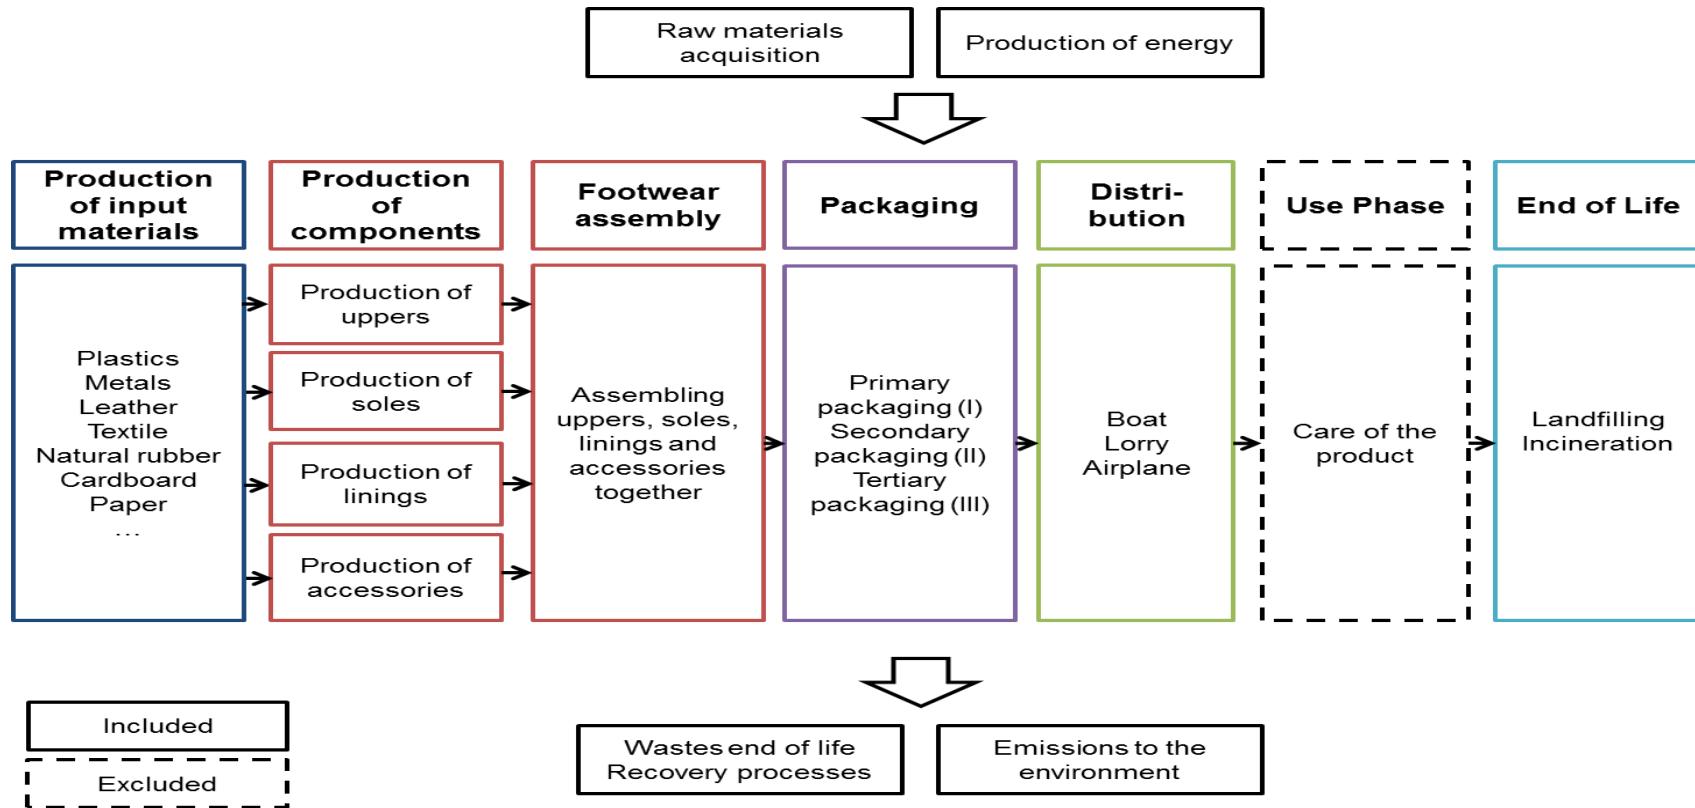 Raw materials
acquisition
Production of energy
Production
of input
materials
Production
of
components
Footwear
assembly
Packaging
Distri-
bution
Use Phase
End of Life
Plastics
Metals
Leather
Textile
Natural rubber
Cardboard
Paper
...
Production of
uppers
Production of
soles
Production of
linings
Production of
accessories
Assembling
uppers, soles,
linings and
accessories
together
Primary
packaging (I)
Secondary
packaging (II)
Tertiary
packaging (III)
Boat
Lorry
Airplane
Care of the
product
Landfilling
Incineration
Included
Excluded
Wastes end of life
Recovery processes
Emissions to the
environment